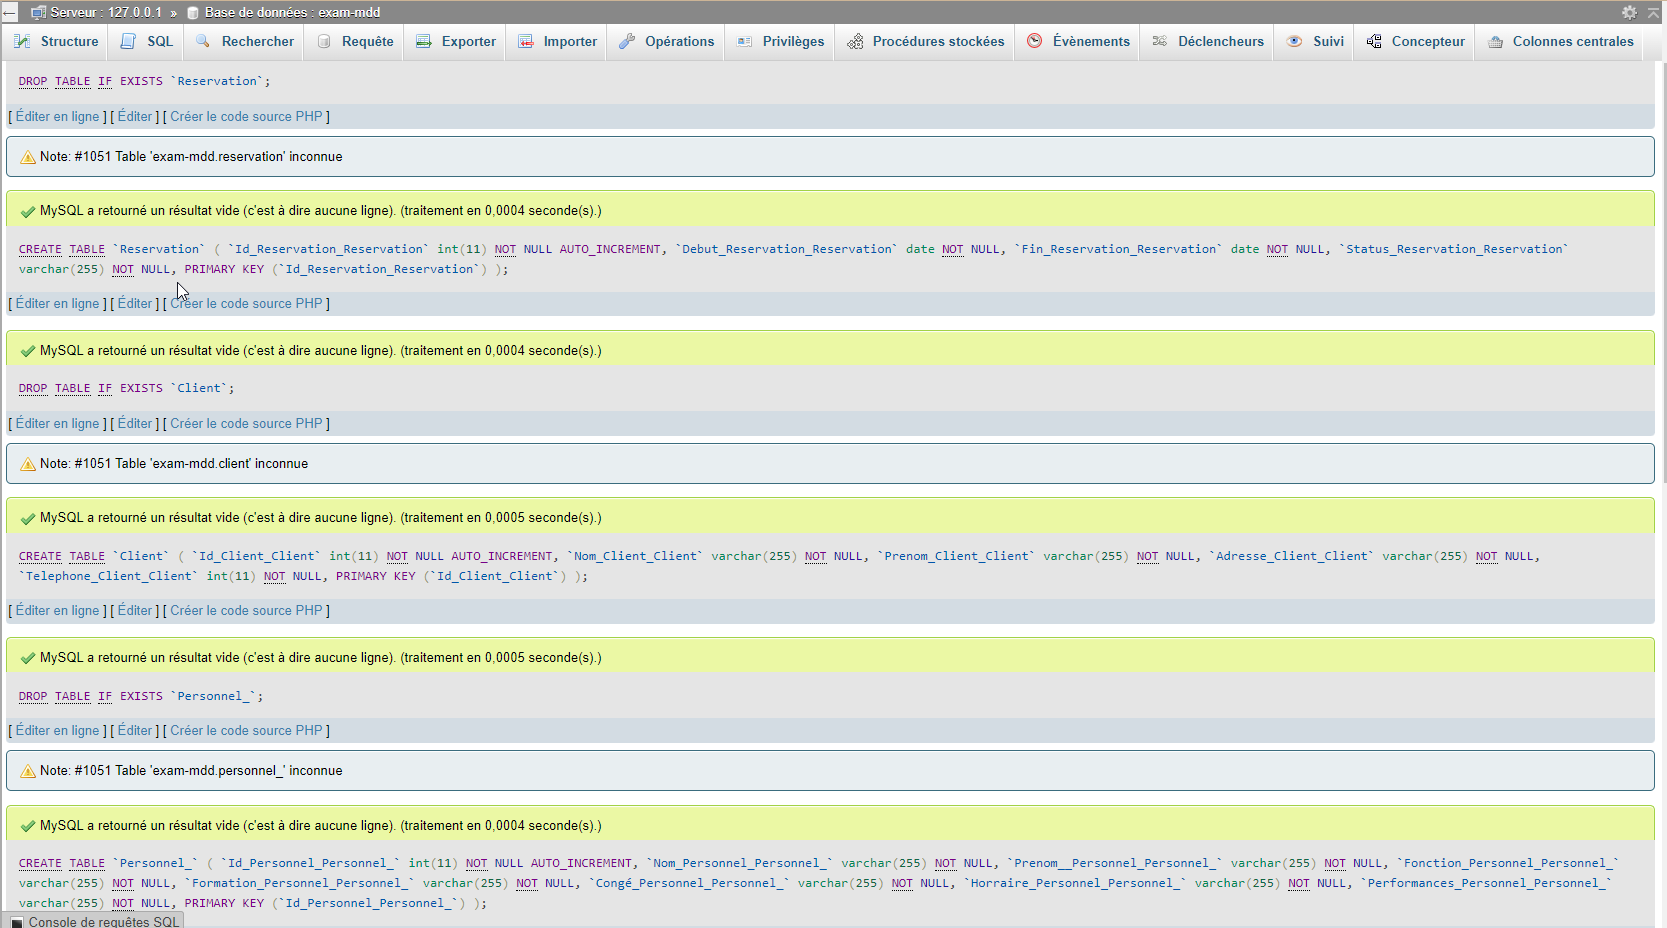 Serveur : 127.0.0.1 » Base de données : exam-mdd
Structure SQL Rechercher Requête Exporter Importer Opérations Privilèges Procédures stockées Évènements Déclencheurs Suivi Concepteur Colonnes centrales
DROP TABLE IF EXISTS `Reservation`;
[ Éditer en ligne ] [ Éditer ] [ Créer le code source PHP ]
Note: #1051 Table 'exam-mdd.reservation' inconnue
MySQL a retourné un résultat vide (c'est à dire aucune ligne). (traitement en 0,0004 seconde(s).)
CREATE TABLE `Reservation` ( `Id_Reservation_Reservation` int(11) NOT NULL AUTO_INCREMENT, `Debut_Reservation_Reservation` date NOT NULL, `Fin_Reservation_Reservation` date NOT NULL, `Status_Reservation_Reservation`
varchar(255) NOT NULL, PRIMARY KEY (`Id_Reservation_Reservation`) );
[ Éditer en ligne ] [ Éditer ] [ Créer le code source PHP ]
MySQL a retourné un résultat vide (c'est à dire aucune ligne). (traitement en 0,0004 seconde(s).)
DROP TABLE IF EXISTS `Client`;
[ Éditer en ligne ] [ Éditer ] [ Créer le code source PHP ]
Note: #1051 Table 'exam-mdd.client' inconnue
MySQL a retourné un résultat vide (c'est à dire aucune ligne). (traitement en 0,0005 seconde(s).)
CREATE TABLE `Client` ( `Id_Client_Client` int(11) NOT NULL AUTO_INCREMENT, `Nom_Client_Client` varchar(255) NOT NULL, `Prenom_Client_Client` varchar(255) NOT NULL, `Adresse_Client_Client` varchar(255) NOT NULL,
`Telephone_Client_Client` int(11) NOT NULL, PRIMARY KEY (`Id_Client_Client`) );
[ Éditer en ligne ] [ Éditer ] [ Créer le code source PHP ]
MySQL a retourné un résultat vide (c'est à dire aucune ligne). (traitement en 0,0005 seconde(s).)
DROP TABLE IF EXISTS `Personnel_`;
[ Éditer en ligne ] [ Éditer ] [ Créer le code source PHP ]
Note: #1051 Table 'exam-mdd.personnel_' inconnue
MySQL a retourné un résultat vide (c'est à dire aucune ligne). (traitement en 0,0004 seconde(s).)
CREATE TABLE `Personnel_` ( `Id_Personnel_Personnel_` int(11) NOT NULL AUTO_INCREMENT, `Nom_Personnel_Personnel_` varchar(255) NOT NULL, `Prenom__Personnel_Personnel_` varchar(255) NOT NULL, `Fonction_Personnel_Personnel_`
varchar(255) NOT NULL, `Formation_Personnel_Personnel_` varchar(255) NOT NULL, `Congé_Personnel_Personnel_` varchar(255) NOT NULL, `Horraire_Personnel_Personnel_` varchar(255) NOT NULL, `Performances_Personnel_Personnel_`
varchar(255) NOT NULL, PRIMARY KEY (`Id_Personnel_Personnel_`) );
Console de requêtes SQL